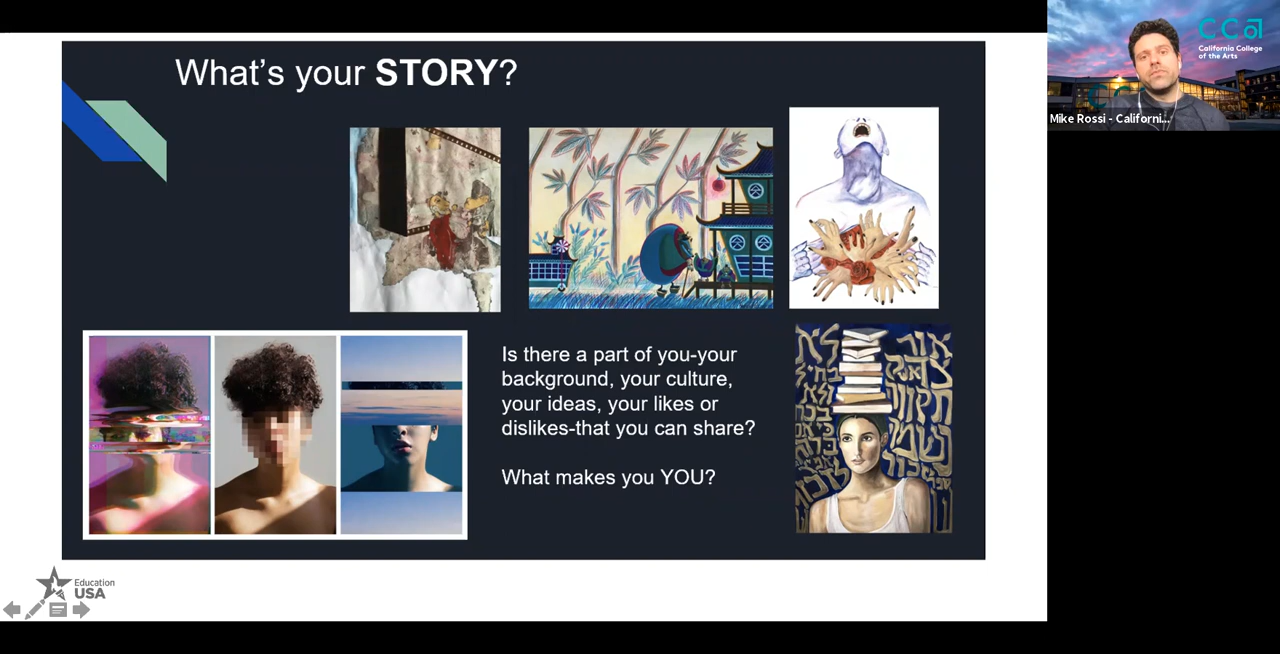 What's your STORY?
Is there a part of you-your
background, your culture,
your ideas, your likes or
dislikes-that you can share?
What makes you YOU?
Education
USA
CCA
California College
of the Arts
Mike Rossi - Californi...